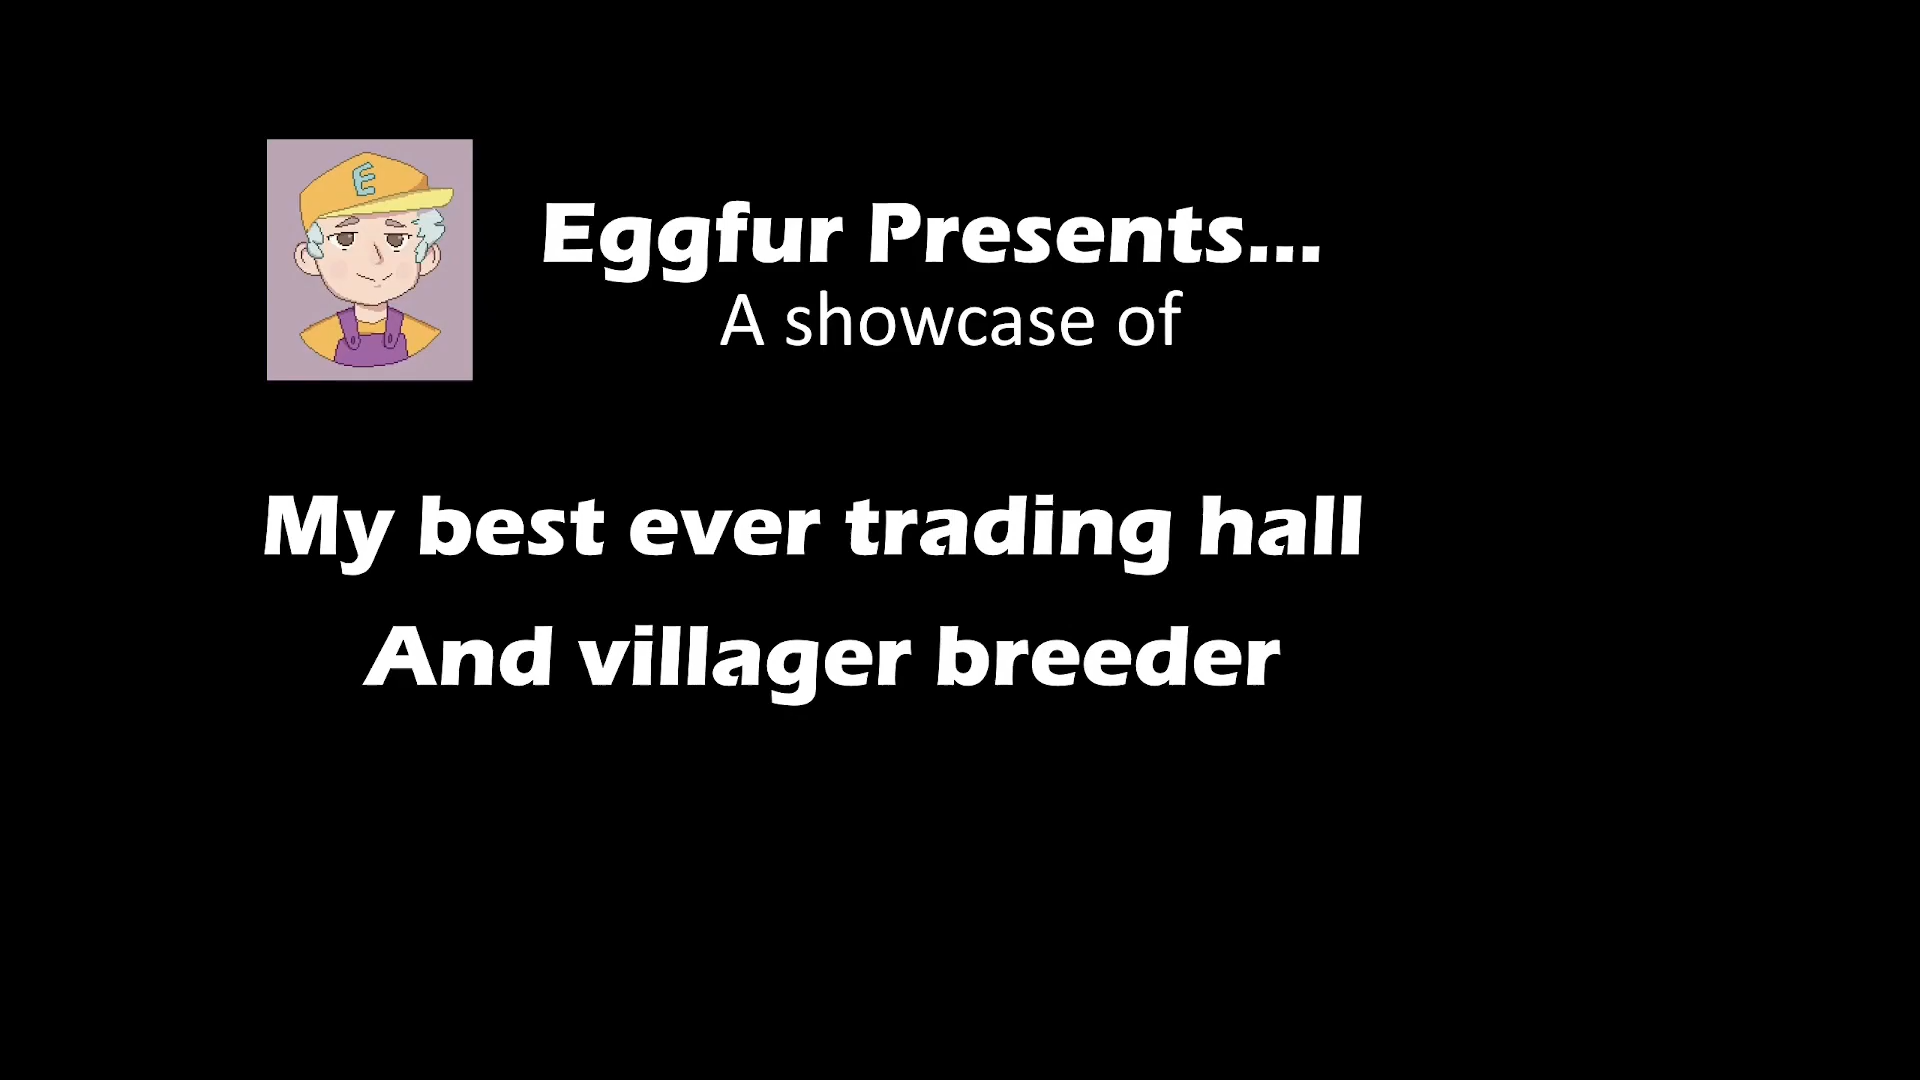 E
Eggfur Presents...
A showcase of
My best ever trading hall
And villager breeder